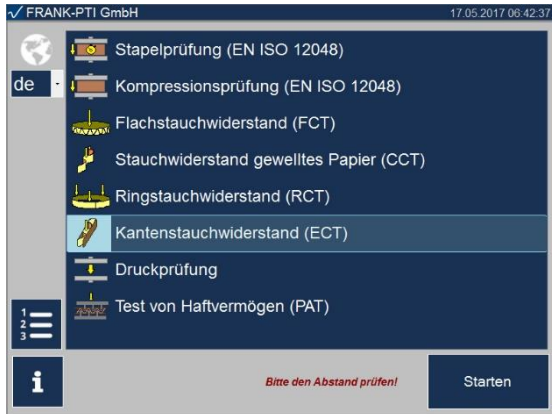 FRANK-PTI GmbH 17.05.2017 06:42:37
de
Stapelprüfung (EN ISO 12048)
Kompressionsprüfung (EN ISO 12048)
Flachstauchwiderstand (FCT)
Stauchwiderstand gewelltes Papier (CCT)
Ringstauchwiderstand (RCT)
Kantenstauchwiderstand (ECT)
Druckprüfung
Test von Haftvermögen (PAT)
1
2
3
i
Bitte den Abstand prüfen!
Starten